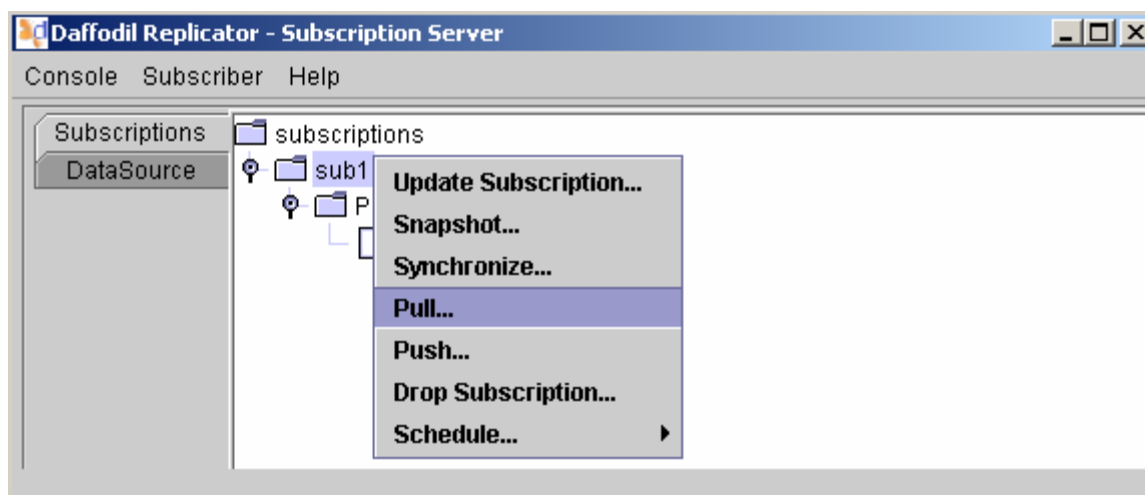 Daffodil Replicator - Subscription Server
Console Subscriber Help
Subscriptions
DataSource
subscriptions
sub1
P
Update Subscription...
Snapshot...
Synchronize...
Pull...
Push...
Drop Subscription...
Schedule...